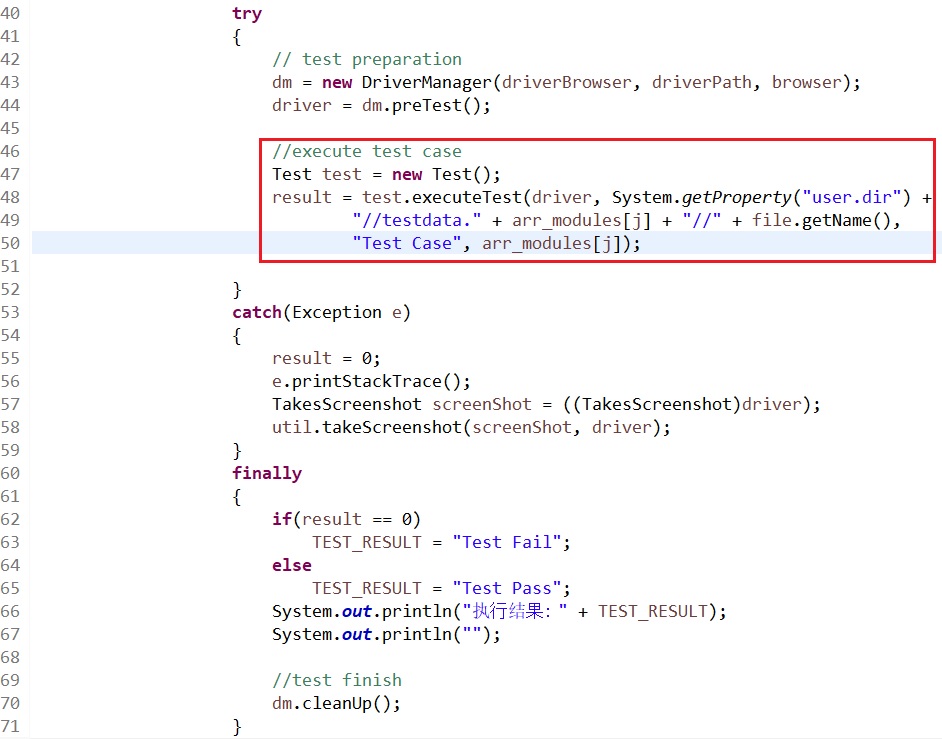 40 try
41 {
42 // test preparation
43 dm = new DriverManager(driverBrowser, driverPath, browser);
44 driver = dm.preTest();
45
46 //execute test case
47 Test test = new Test();
48 result = test.executeTest(driver, System.getProperty("user.dir") +
49 "//testdata." + arr_modules[j] + "//" + file.getName(),
50 "Test Case", arr_modules[j]);
51
52 }
53 catch(Exception e)
54 {
55 result = 0;
56 e.printStackTrace();
57 TakesScreenshot screenShot = ((TakesScreenshot)driver);
58 util.takeScreenshot(screenShot, driver);
59 }
60 finally
61 {
62 if(result == 0)
63 TEST_RESULT = "Test Fail";
64 else
65 TEST_RESULT = "Test Pass";
66 System.out.println("执行结果: " + TEST_RESULT);
67 System.out.println("");
68
69 //test finish
70 dm.cleanUp();
71 }